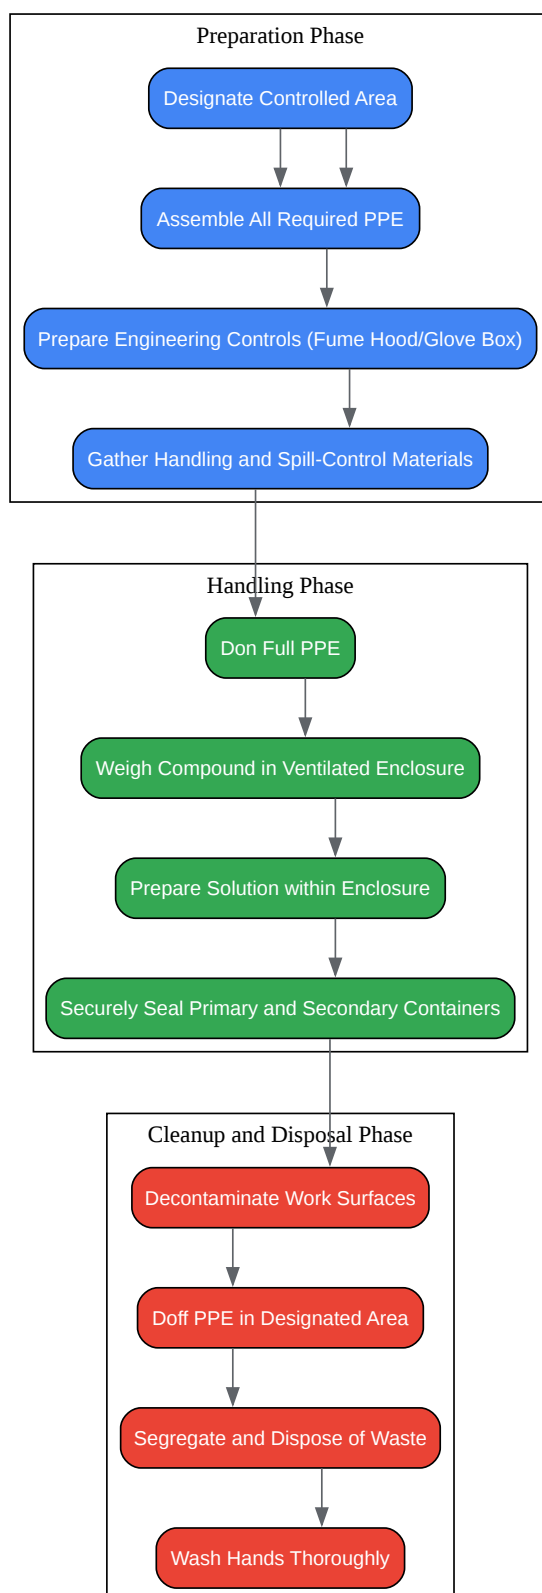 Preparation Phase
Designate Controlled Area
Assemble All Required PPE
Prepare Engineering Controls (Fume Hood/Glove Box)
Gather Handling and Spill-Control Materials
Handling Phase
Don Full PPE
Weigh Compound in Ventilated Enclosure
Prepare Solution within Enclosure
Securely Seal Primary and Secondary Containers
Cleanup and Disposal Phase
Decontaminate Work Surfaces
Doff PPE in Designated Area
Segregate and Dispose of Waste
Wash Hands Thoroughly